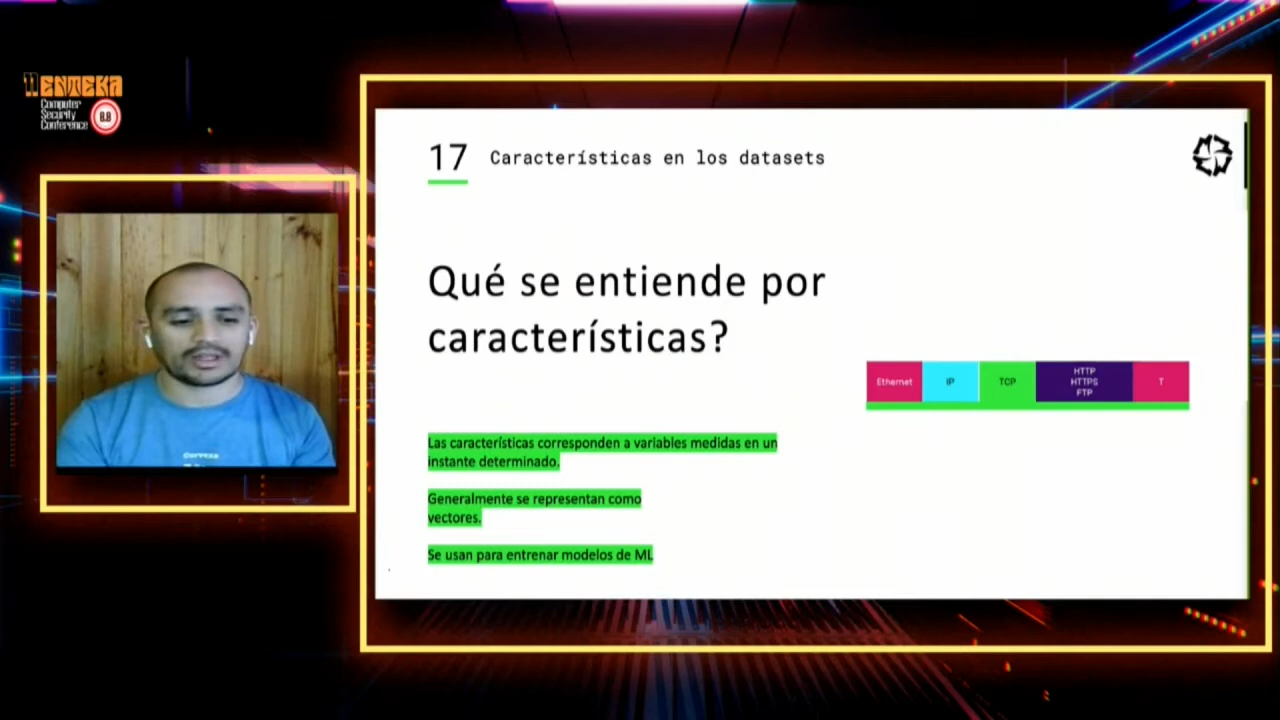 11ENTEKA
Computer
Security
Conference
8.8
17 Características en los datasets
Qué se entiende por
características?
Ethernet
IP
TCP
HTTP
HTTPS
FTP
T
Las características corresponden a variables medidas en un
instante determinado.
Generalmente se representan como
vectores.
Se usan para entrenar modelos de ML